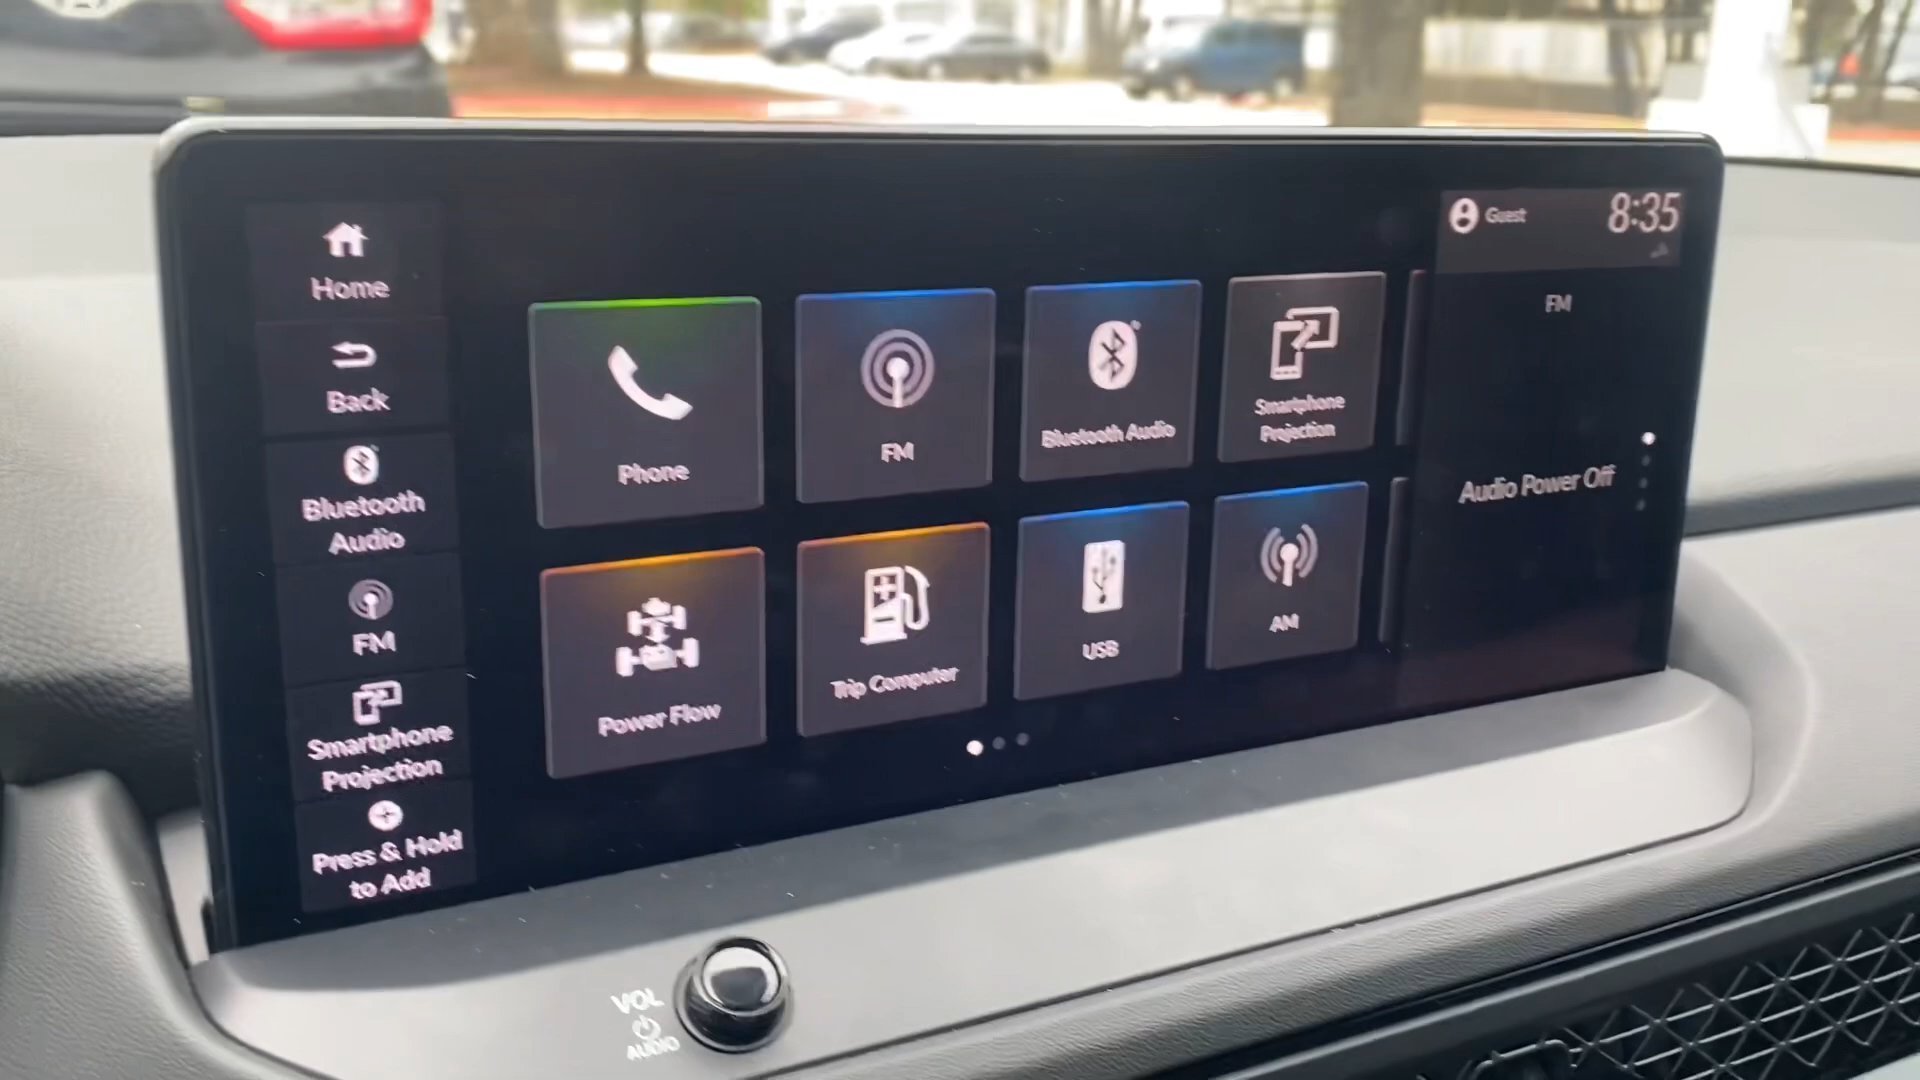 Home
Back
Bluetooth
Audio
FM
Smartphone
Projection
Press & Hold
to Add
Phone
FM
Bluetooth Audio
Smartphone
Projection
Power Flow
Trip Computer
USB
AM
Guest
8:35
FM
Audio Power Off
VOL
AUDIO